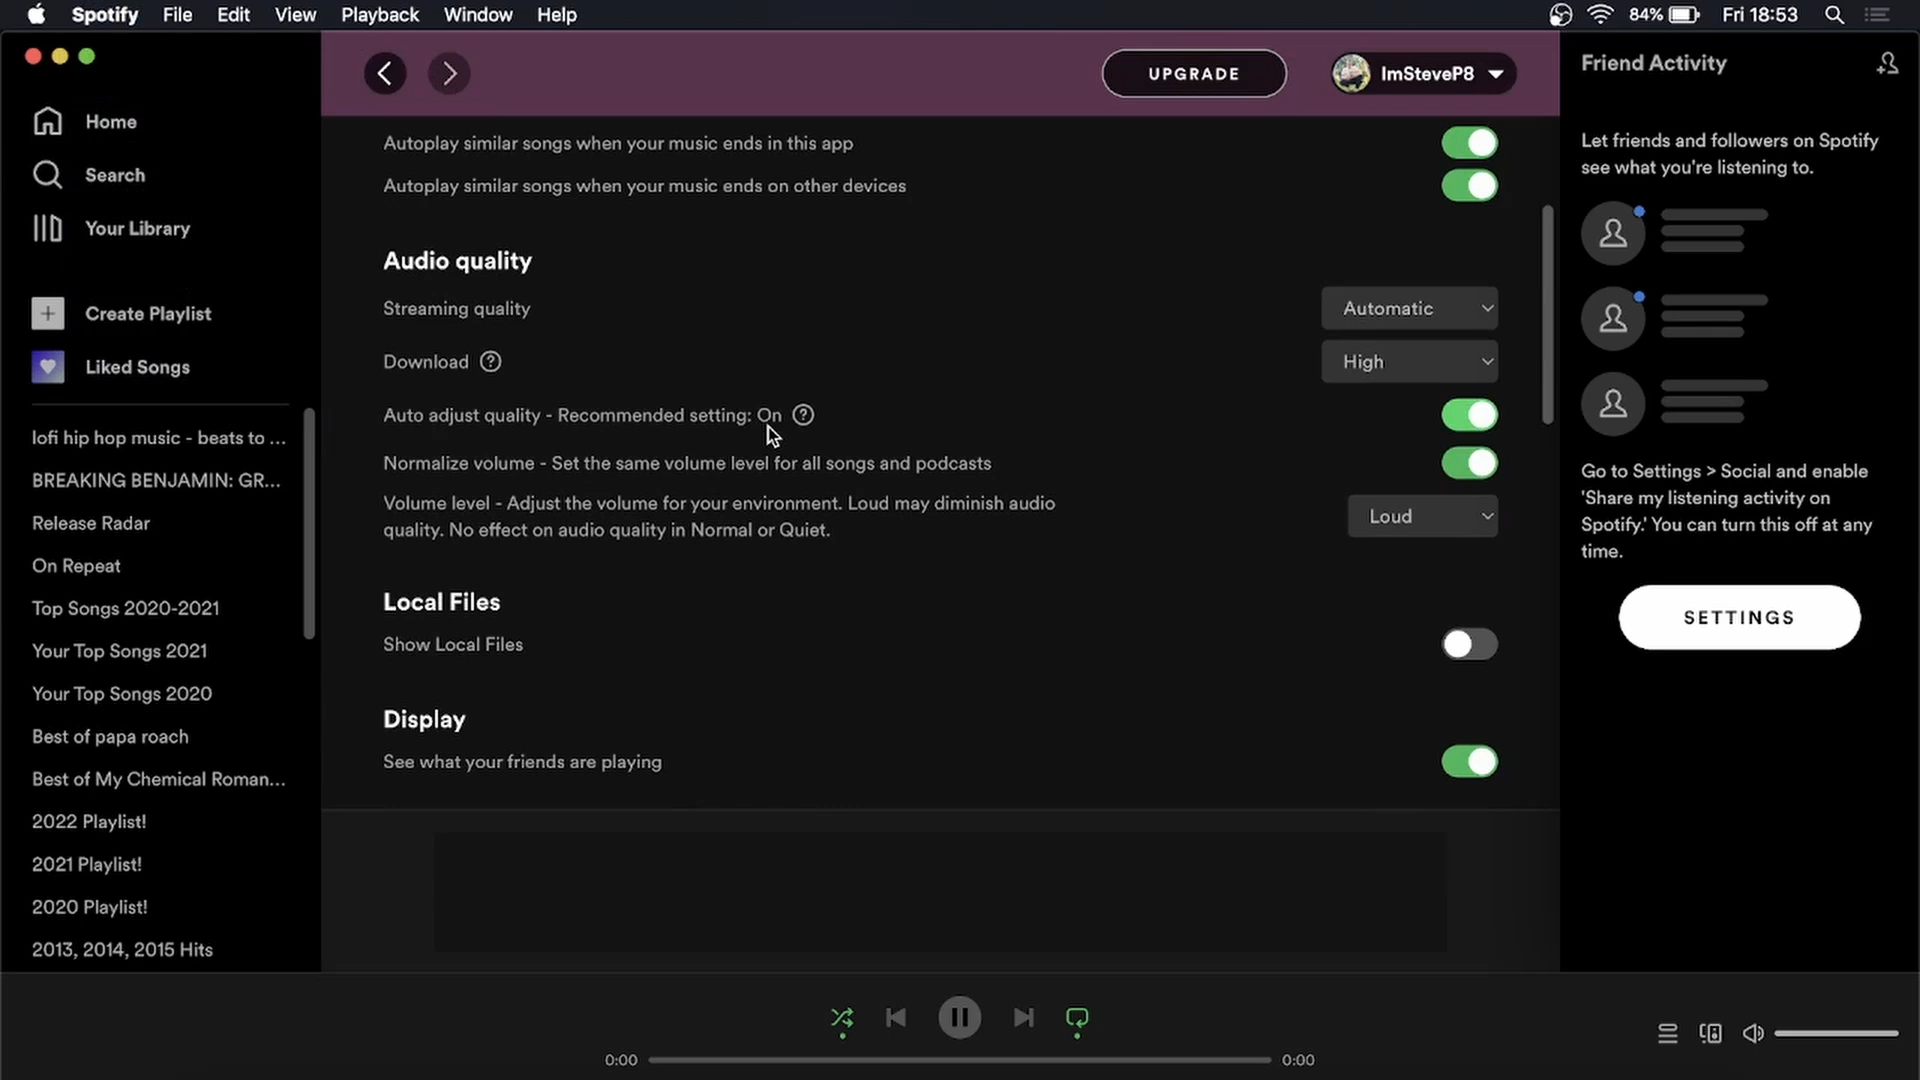 Spotify File Edit View Playback Window Help
84% Fri 18:53
Home
Search
Your Library
Create Playlist
Liked Songs
lofi hip hop music - beats to ...
BREAKING BENJAMIN: GR...
Release Radar
On Repeat
Top Songs 2020-2021
Your Top Songs 2021
Your Top Songs 2020
Best of papa roach
Best of My Chemical Roman...
2022 Playlist!
2021 Playlist!
2020 Playlist!
2013, 2014, 2015 Hits
UPGRADE
ImSteveP8
Autoplay similar songs when your music ends in this app
Autoplay similar songs when your music ends on other devices
Audio quality
Streaming quality
Automatic
Download ?
High
Auto adjust quality - Recommended setting: On ?
Normalize volume - Set the same volume level for all songs and podcasts
Volume level - Adjust the volume for your environment. Loud may diminish audio
quality. No effect on audio quality in Normal or Quiet.
Loud
Local Files
Show Local Files
Display
See what your friends are playing
Friend Activity
Let friends and followers on Spotify
see what you're listening to.
Go to Settings > Social and enable
'Share my listening activity on
Spotify.' You can turn this off at any
time.
SETTINGS
0:00
0:00